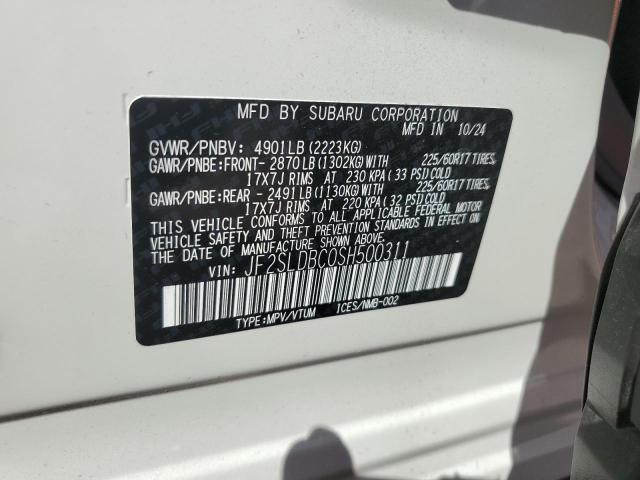 MFD BY SUBARU CORPORATION
MFD IN 10/24
GVWR/PNBV: 4901LB (2223KG)
GAWR/PNBE:FRONT- 2870LB(1302KG)WITH 225/60R17 TIRES,
17X7J RIMS AT 230 KPA ( 33 PSI)COLD
GAWR/PNBE:REAR - 2491LB(1130KG)WITH 225/60R17 TIRES,
17X7J RIMS AT 220 KPA ( 32 PSI)COLD
THIS VEHICLE CONFORMS TO ALL APPLICABLE FEDERAL MOTOR
VEHICLE SAFETY AND THEFT PREVENTION STANDARDS IN EFFECT ON
THE DATE OF MANUFACTURE SHOWN ABOVE.
VIN: JF2SLDBC0SH500311
TYPE:MPV/VTUM ICES/NMB-002